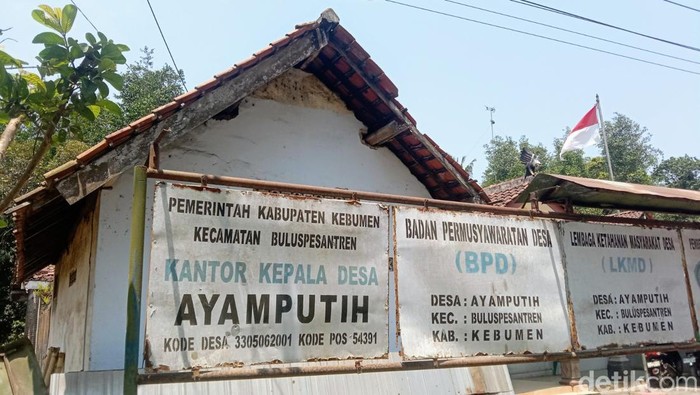 PEMERINTAH KABUPATEN KEBUMEN
KECAMATAN BULUSPESANTREN
KANTOR KEPALA DESA
AYAMPUTIH
KODE DESA 3305062001 KODE POS 54391
BADAN PERMUSYAWARATAN DESA
(BPD)
DESA : AYAMPUTIH
KEC. : BULUSPESANTREN
KAB. : KEBUMEN
LEMBAGA KETAHANAN MASYARAKAT DESA
(LKMD)
DESA : AYAMPUTIH
KEC. : BULUSPESANTREN
KAB. : KEBUMEN
detikcom